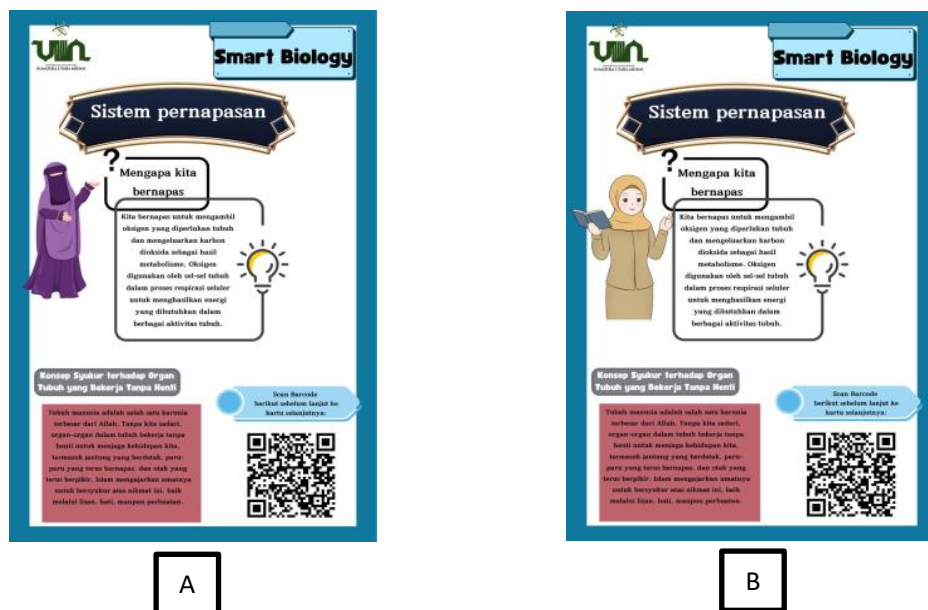 UIN
Smart Biology
Sistem pernapasan
?
Mengapa kita
bernapas
Kita bernapas untuk mengambil
oksigen yang diperlukan tubuh
dan mengeluarkan karbon
dioksida sebagai hasil
metabolisme. Oksigen
digunakan oleh sel-sel tubuh
dalam proses respirasi seluler
untuk menghasilkan energi
yang dibutuhkan dalam
berbagai aktivitas tubuh.
Konsep Syukur terhadap Organ
Tubuh yang Bekerja Tanpa Henti
Tubuh manusia adalah salah satu karunia
terbesar dari Allah. Tanpa kita sadari,
organ-organ dalam tubuh bekerja tanpa
henti untuk menjaga kehidupan kita,
termasuk jantung yang berdetak, paru-
paru yang terus bernapas, dan otak yang
terus berpikir. Islam mengajarkan umatnya
untuk bersyukur atas nikmat ini, baik
melalui lisan, hati, maupun perbuatan.
Scan Barcode
berikut sebelum lanjut ke
kartu selanjutnya:
A
UIN
Smart Biology
Sistem pernapasan
?
Mengapa kita
bernapas
Kita bernapas untuk mengambil
oksigen yang diperlukan tubuh
dan mengeluarkan karbon
dioksida sebagai hasil
metabolisme. Oksigen
digunakan oleh sel-sel tubuh
dalam proses respirasi seluler
untuk menghasilkan energi
yang dibutuhkan dalam
berbagai aktivitas tubuh.
Konsep Syukur terhadap Organ
Tubuh yang Bekerja Tanpa Henti
Tubuh manusia adalah salah satu karunia
terbesar dari Allah. Tanpa kita sadari,
organ-organ dalam tubuh bekerja tanpa
henti untuk menjaga kehidupan kita,
termasuk jantung yang berdetak, paru-
paru yang terus bernapas, dan otak yang
terus berpikir. Islam mengajarkan umatnya
untuk bersyukur atas nikmat ini, baik
melalui lisan, hati, maupun perbuatan.
Scan Barcode
berikut sebelum lanjut ke
kartu selanjutnya:
B